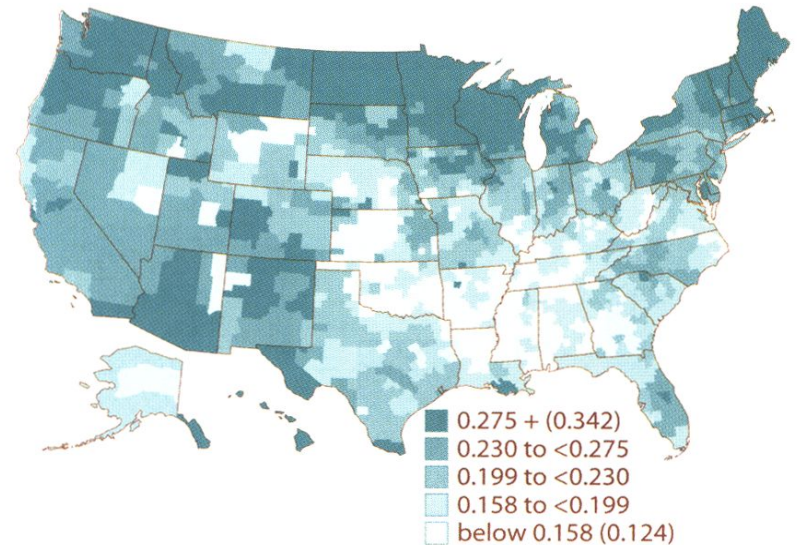 0.275 + (0.342)
0.230 to <0.275
0.199 to <0.230
0.158 to <0.199
below 0.158 (0.124)